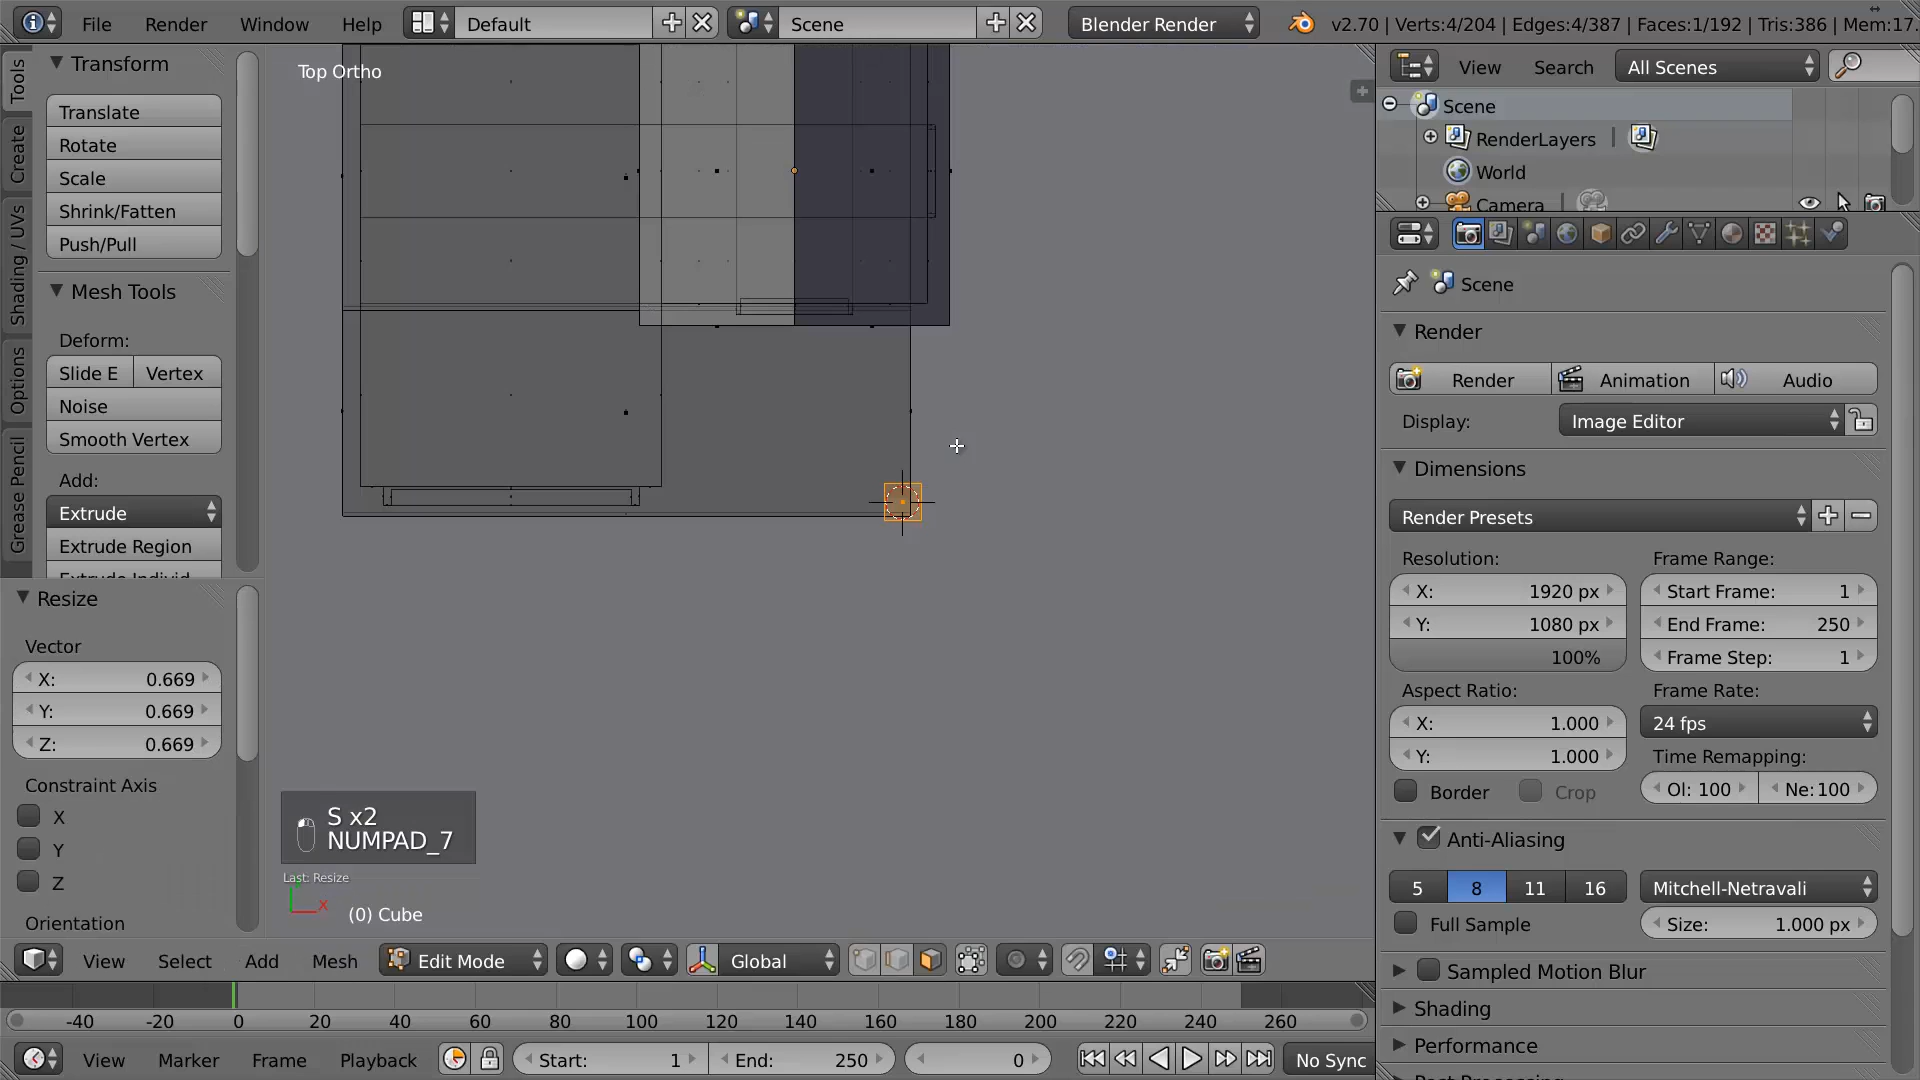 File Render Window Help Default Scene Blender Render v2.70 | Verts:4/204 | Edges:4/387 | Faces:1/192 | Tris:386 | Mem:17.
Tools
Create
Shading / UVs
Options
Grease Pencil
Transform
Translate
Rotate
Scale
Shrink/Fatten
Push/Pull
Mesh Tools
Deform:
Slide E Vertex
Noise
Smooth Vertex
Add:
Extrude
Extrude Region
Extrude Individ
Resize
Vector
X: 0.669
Y: 0.669
Z: 0.669
Constraint Axis
X
Y
Z
Orientation
Top Ortho
S x2
NUMPAD_7
Last: Resize
x
(0) Cube
View Select Add Mesh Edit Mode Global
-40 -20 0 20 40 60 80 100 120 140 160 180 200 220 240 260
View Marker Frame Playback Start: 1 End: 250 0 No Sync
View Search All Scenes
Scene
RenderLayers
World
Camera
Scene
Render
Render Animation Audio
Display: Image Editor
Dimensions
Render Presets
Resolution: Frame Range:
X: 1920 px Start Frame: 1
Y: 1080 px End Frame: 250
100% Frame Step: 1
Aspect Ratio: Frame Rate:
X: 1.000 24 fps
Y: 1.000 Time Remapping:
Border Crop Ol: 100 Ne:100
Anti-Aliasing
5 8 11 16 Mitchell-Netravali
Full Sample Size: 1.000 px
Sampled Motion Blur
Shading
Performance